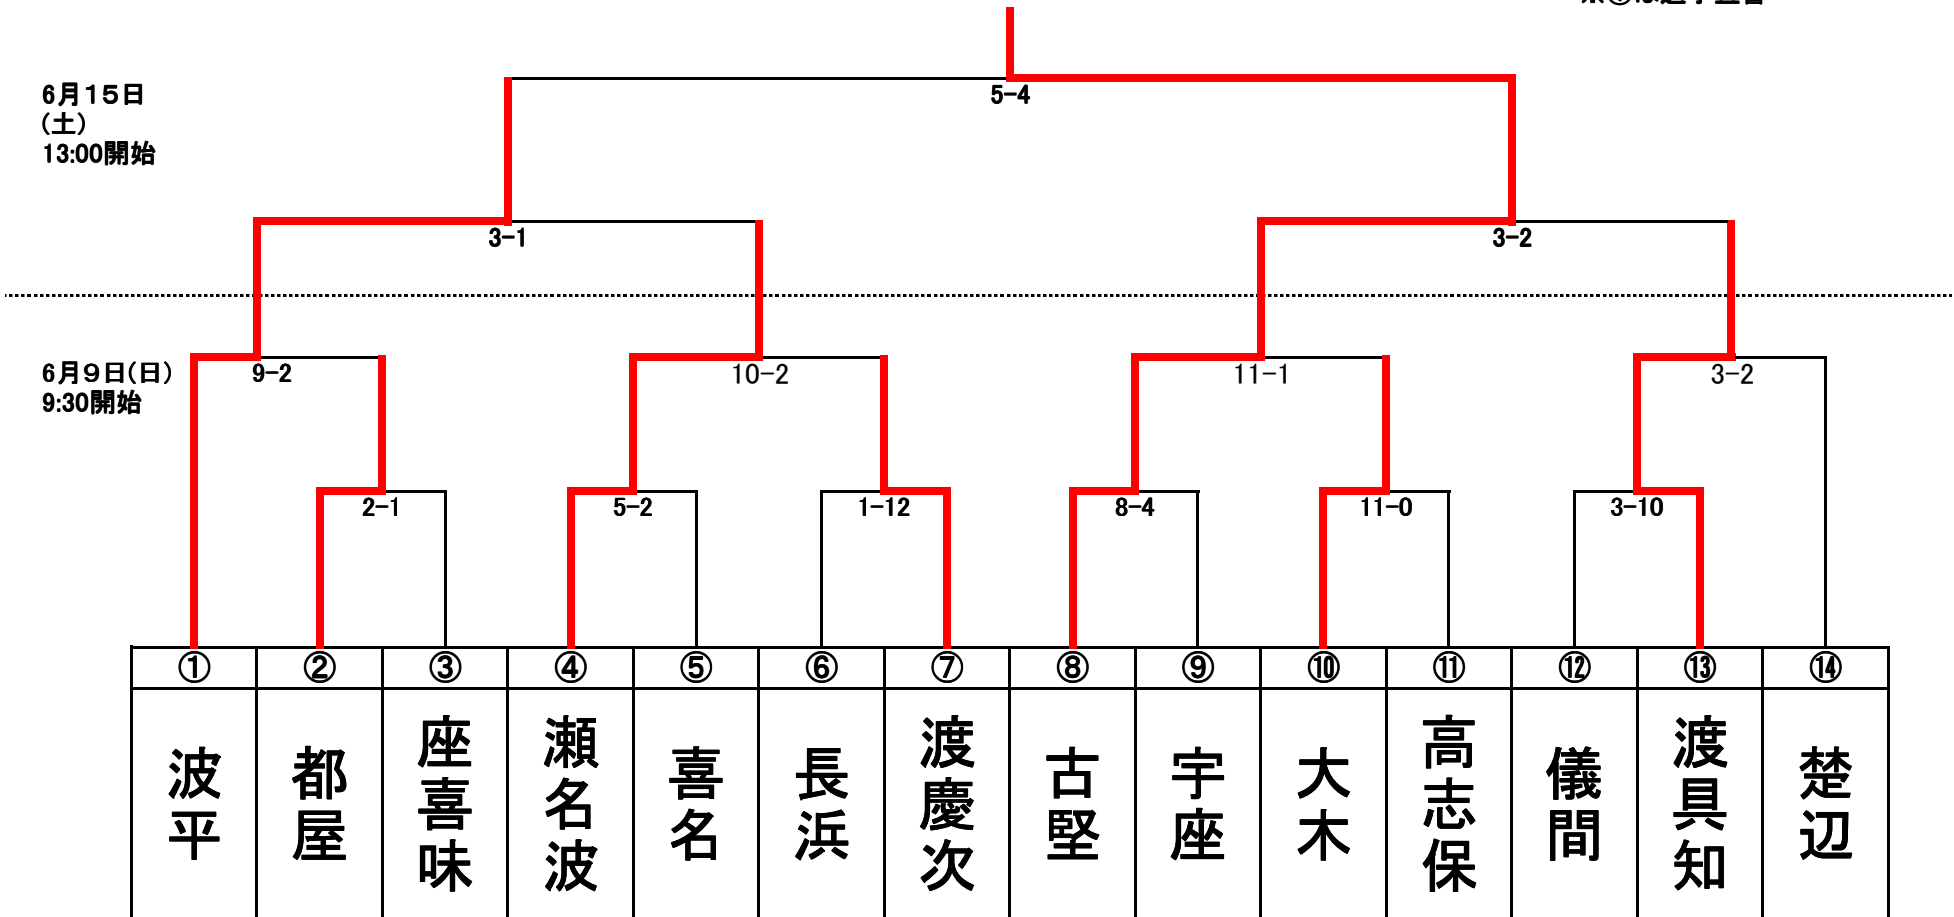 6月１５日
(土)
13:00開始
5-4
3-1
3-2
6月９日(日)
9:30開始
9-2
10-2
11-1
3-2
2-1
5-2
1-12
8-4
11-0
3-10
① ② ③ ④ ⑤ ⑥ ⑦ ⑧ ⑨ ⑩ ⑪ ⑫ ⑬ ⑭
波平
都屋
座喜味
瀬名波
喜名
長浜
渡慶次
古堅
宇座
大木
高志保
儀間
渡具知
楚辺